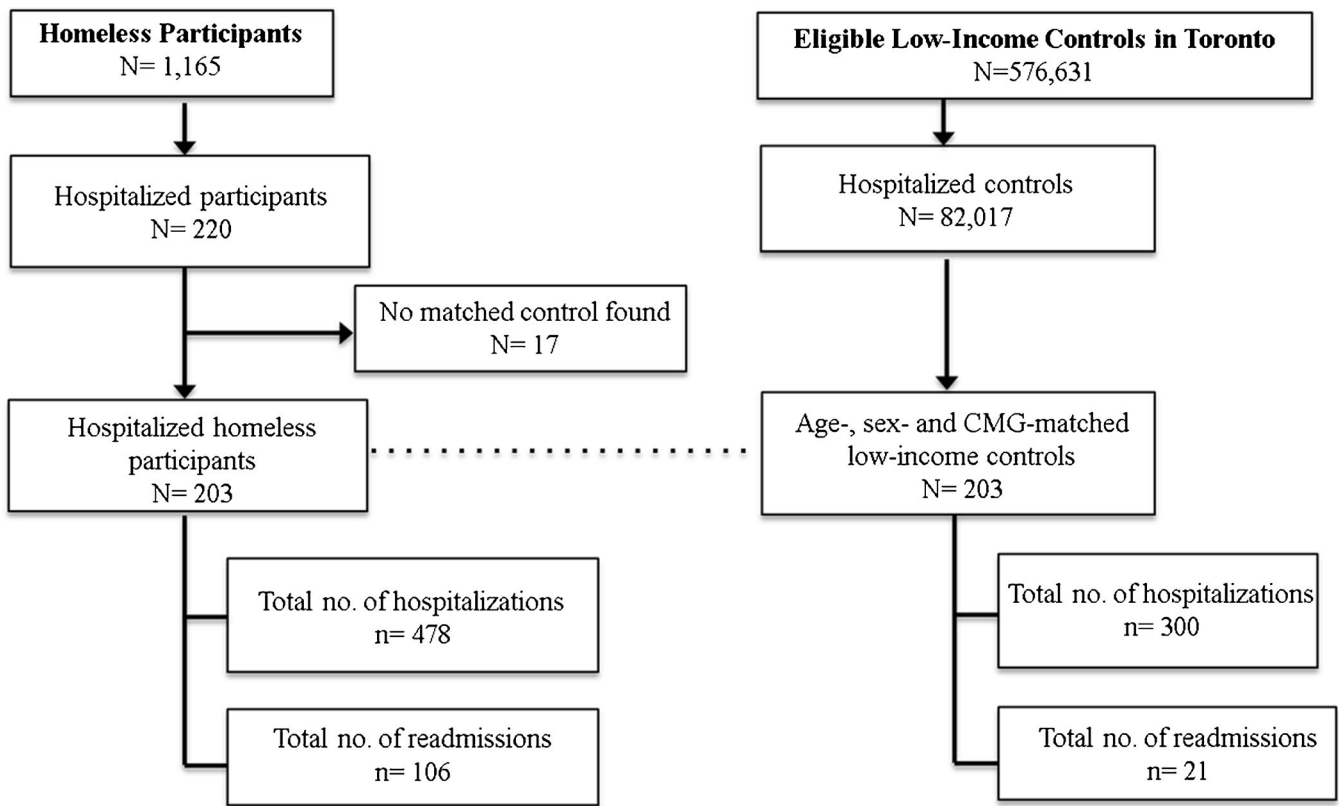 Homeless Participants
N= 1,165
Hospitalized participants
N= 220
No matched control found
N= 17
Hospitalized homeless
participants
N= 203
Total no. of hospitalizations
n= 478
Total no. of readmissions
n= 106
Eligible Low-Income Controls in Toronto
N=576,631
Hospitalized controls
N= 82,017
Age-, sex- and CMG-matched
low-income controls
N= 203
Total no. of hospitalizations
n= 300
Total no. of readmissions
n= 21